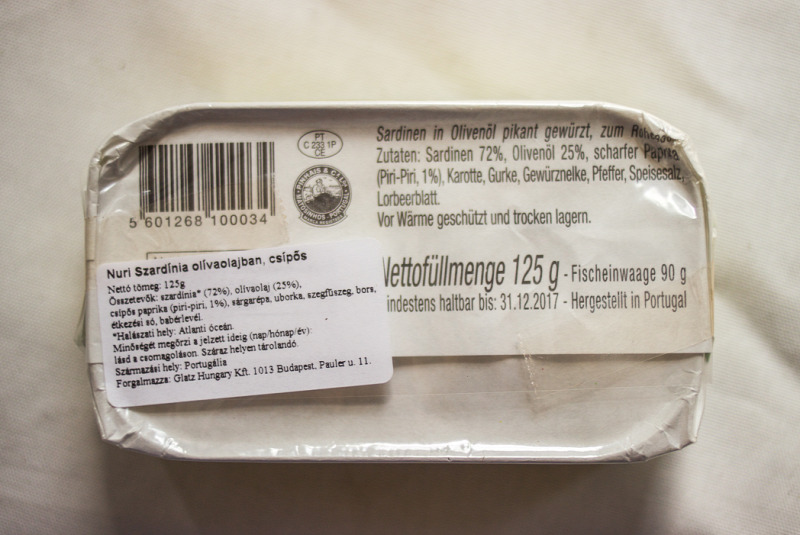 PT
C 233 1P
CE
5 601268 100034
Sardinen in Olivenöl pikant gewürzt, zum
Zutaten: Sardinen 72%, Olivenöl 25%, scharfer Paprika
(Piri-Piri, 1%), Karotte, Gurke, Gewürznelke, Pfeffer, Speisesalz,
Lorbeerblatt.
Vor Wärme geschützt und trocken lagern.
Nettofüllmenge 125 g - Fischeinwaage 90 g
indestens haltbar bis: 31.12.2017 - Hergestellt in Portugal
Nuri Szardínia olívaolajban, csípős
Nettó tömeg: 125g
Összetevők: szardínia* (72%), olívaolaj (25%),
csípős paprika (piri-piri, 1%), sárgarépa, uborka, szegfűszeg, bors,
étkezési só, babérlevél.
*Halászati hely: Atlanti óceán.
Minőségét megőrzi a jelzett ideig (nap/hónap/év):
lásd a csomagoláson. Száraz helyen tárolandó.
Származási hely: Portugália
Forgalmazza: Glatz Hungary Kft. 1013 Budapest, Pauler u. 11.